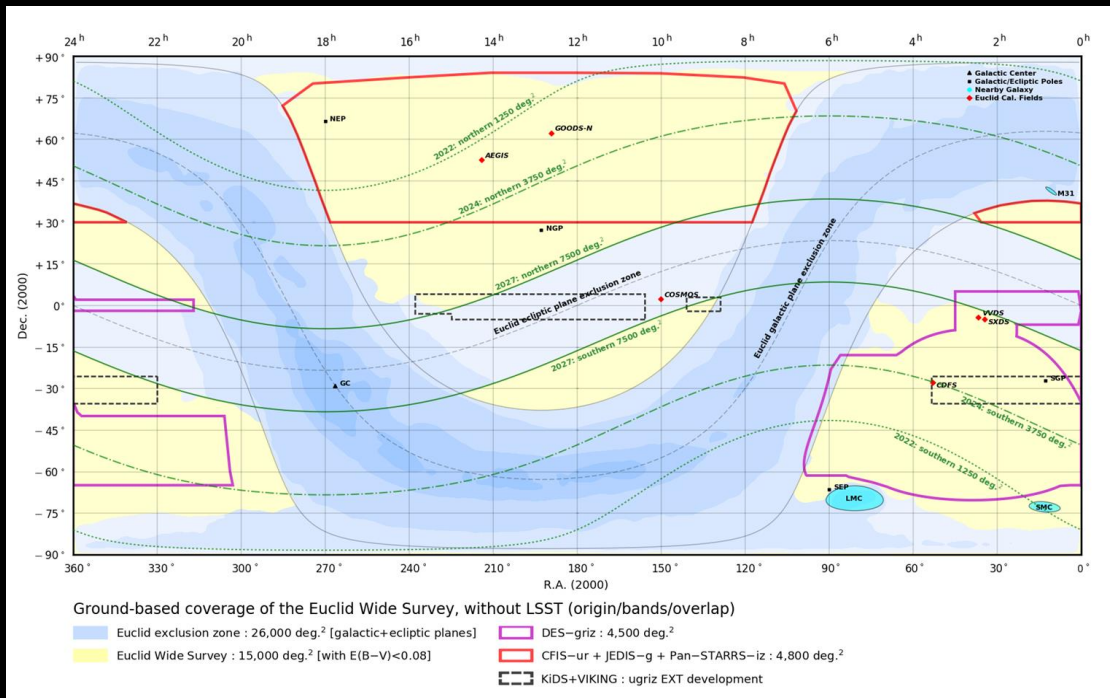 24h 22h 20h 18h 16h 14h 12h 10h 8h 6h 4h 2h 0h
+90°
+75°
+60°
+45°
+30°
+15°
0°
−15°
−30°
−45°
−60°
−75°
−90°
Dec. (2000)
Galactic Center
Galactic/Ecliptic Poles
Nearby Galaxy
Euclid Cal. Fields
NEP
2022: northern 1250 deg.²
GOODS-N
AEGIS
2024: northern 3750 deg.²
M31
NGP
2027: northern 7500 deg.²
Euclid ecliptic plane exclusion zone
COSMOS
Euclid galactic plane exclusion zone
VVDS
SXDS
2027: southern 7500 deg.²
GC
CDFS
SGP
2024: southern 3750 deg.²
2022: southern 1250 deg.²
SEP
LMC
SMC
360 330 300 270 240 210 180 150 120 90° 60° 30° 0°
R.A. (2000)
Ground-based coverage of the Euclid Wide Survey, without LSST (origin/bands/overlap)
Euclid exclusion zone : 26,000 deg.² [galactic+ecliptic planes]
DES−griz : 4,500 deg.²
Euclid Wide Survey : 15,000 deg.² [with E(B−V)<0.08]
CFIS−ur + JEDIS−g + Pan−STARRS−iz : 4,800 deg.²
KiDS+VIKING : ugriz EXT development